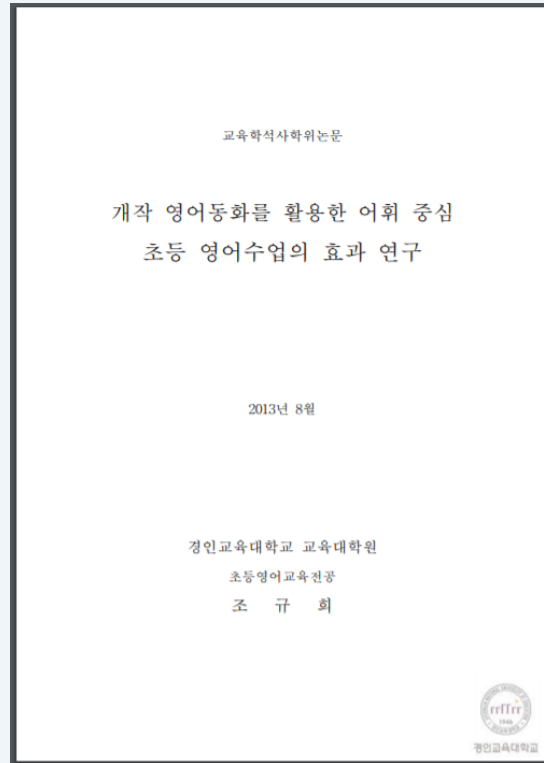 교육학석사학위논문
개작 영어동화를 활용한 어휘 중심
초등 영어수업의 효과 연구
2013년 8월
경인교육대학교 교육대학원
초등영어교육전공
조 규 희
1946
경인교육대학교